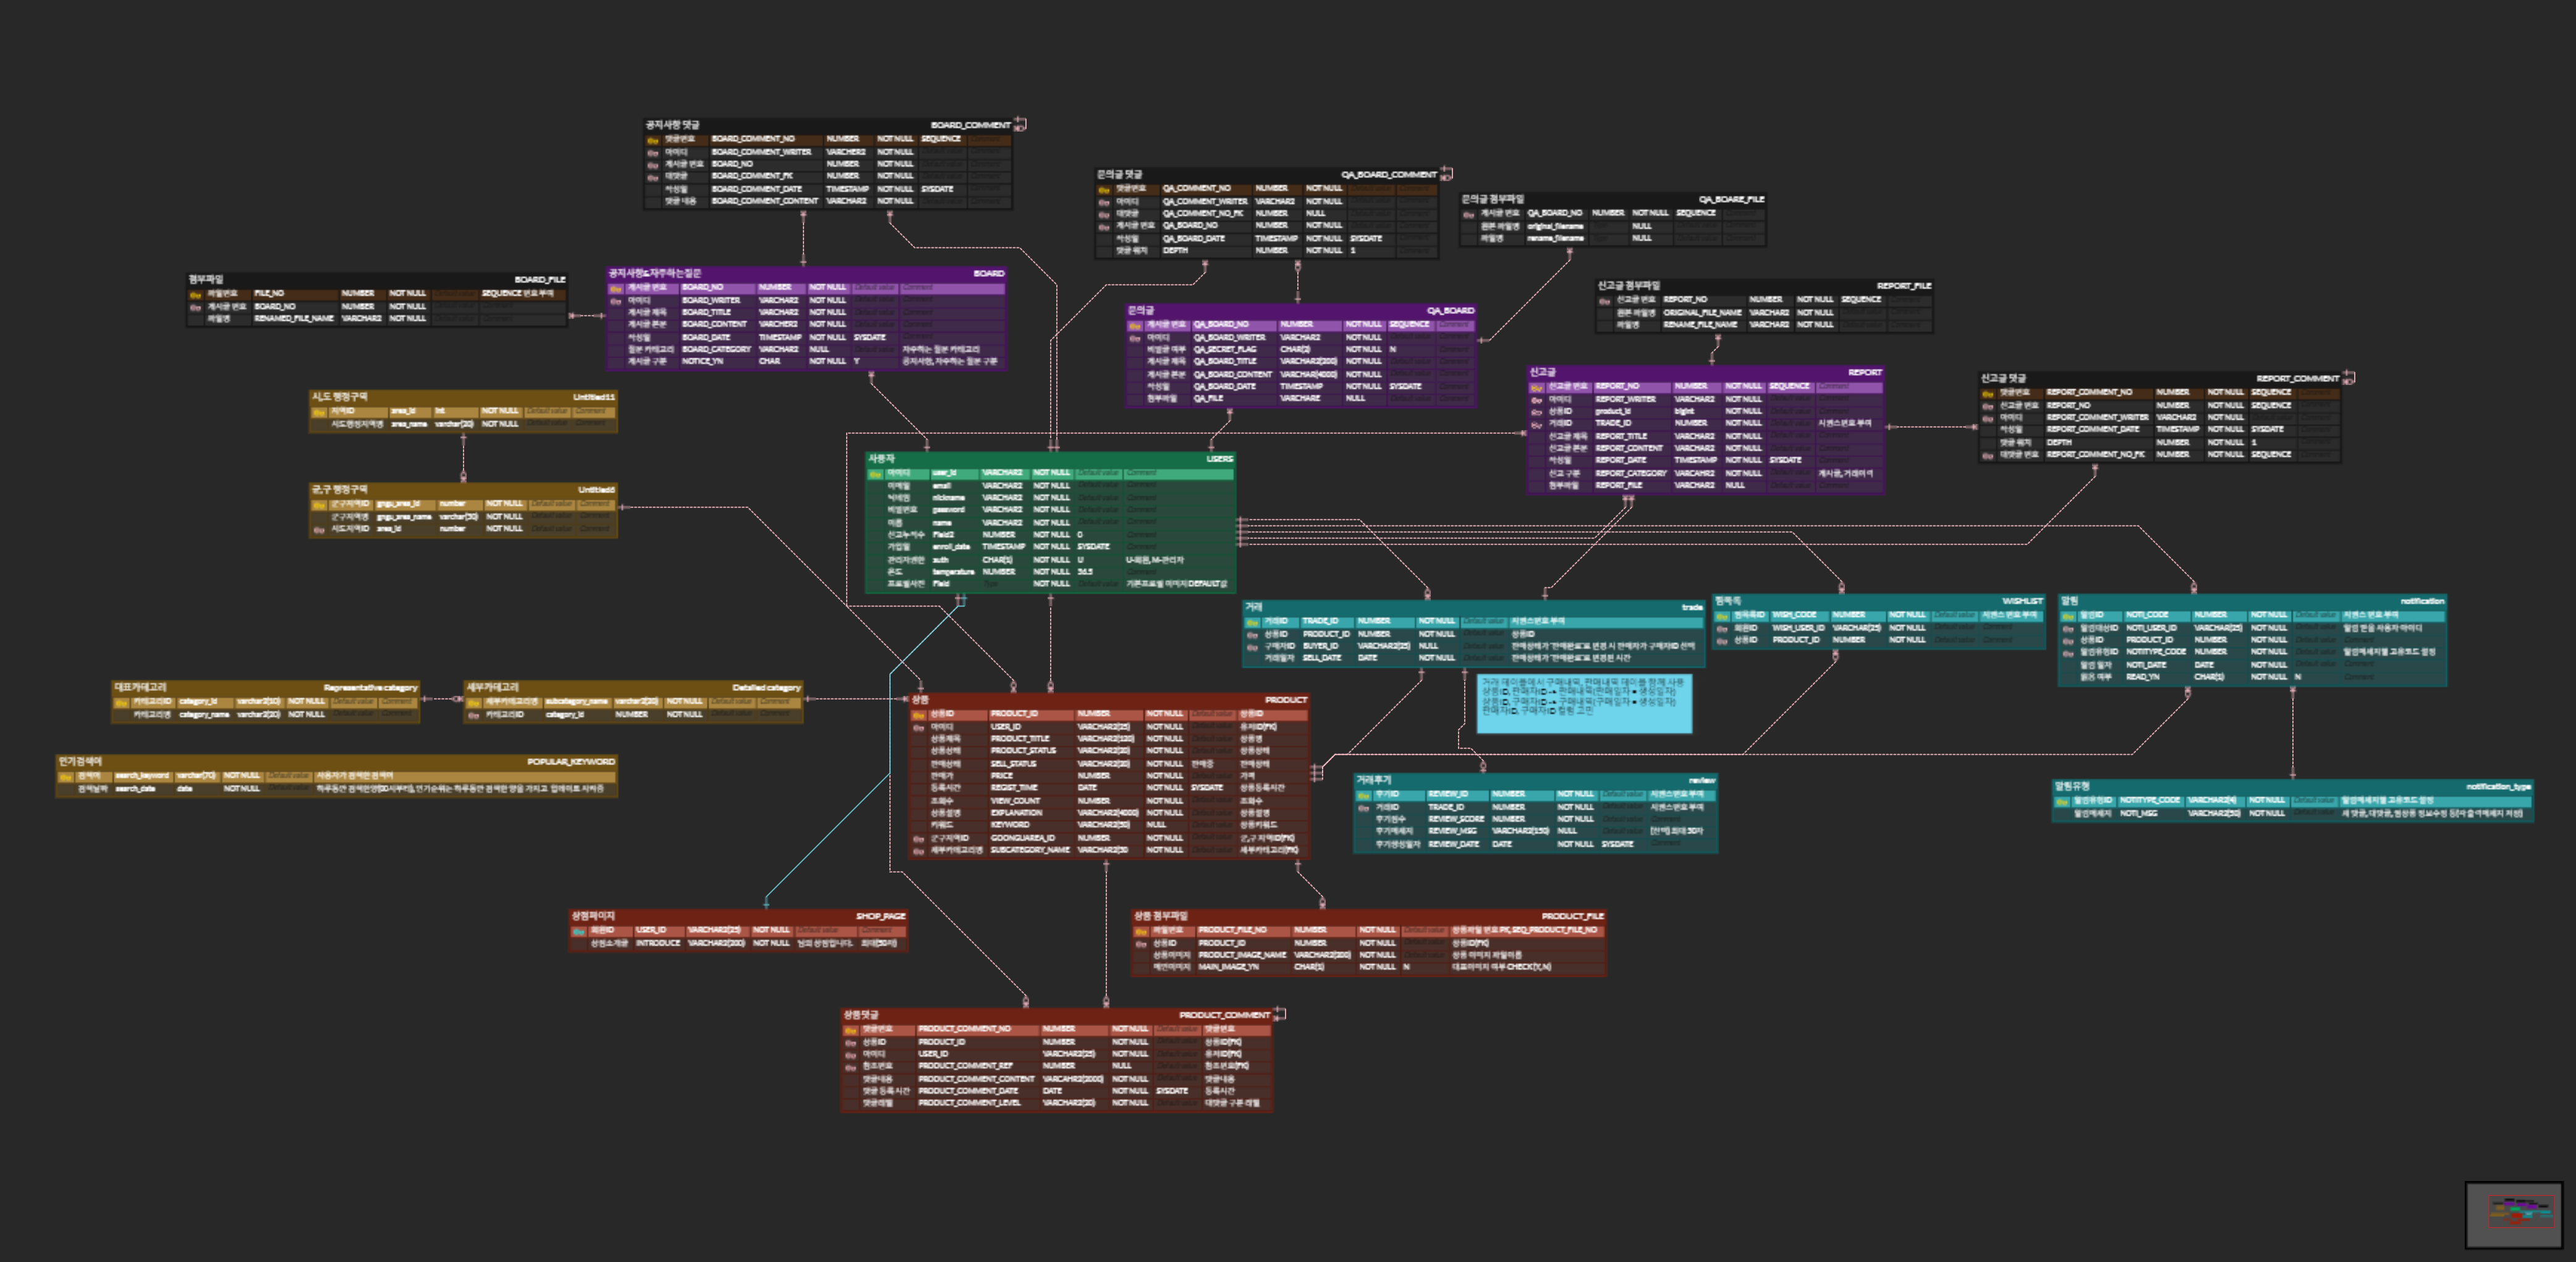 공지사항 댓글 BOARD_COMMENT
댓글번호 BOARD_COMMENT_NO NUMBER NOT NULL SEQUENCE
아이디 BOARD_COMMENT_WRITER VARCHER2 NOT NULL
게시글 번호 BOARD_NO NUMBER NOT NULL
대댓글 BOARD_COMMENT_FK NUMBER NOT NULL
작성일 BOARD_COMMENT_DATE TIMESTAMP NOT NULL SYSDATE
댓글 내용 BOARD_COMMENT_CONTENT VARCHAR2 NOT NULL
문의글 댓글 QA_BOARD_COMMENT
댓글번호 QA_COMMENT_NO NUMBER NOT NULL
아이디 QA_COMMENT_WRITER VARCHAR2 NOT NULL
대댓글 QA_COMMENT_NO_FK NUMBER NULL
게시글 번호 QA_BOARD_NO NUMBER NOT NULL
작성일 QA_BOARD_DATE TIMESTAMP NOT NULL SYSDATE
댓글 위치 DEPTH NUMBER NOT NULL 1
문의글 첨부파일 QA_BOARE_FILE
게시글 번호 QA_BOARD_NO NUMBER NOT NULL SEQUENCE
원본 파일명 original_filename NULL
파일명 rename_filename NULL
첨부파일 BOARD_FILE
파일번호 FILE_NO NUMBER NOT NULL SEQUENCE 번호 부여
게시글 번호 BOARD_NO NUMBER NOT NULL
파일명 RENAMED_FILE_NAME VARCHAR2 NOT NULL
공지사항&자주하는질문 BOARD
게시글 번호 BOARD_NO NUMBER NOT NULL Default value Comment
아이디 BOARD_WRITER VARCHAR2 NOT NULL
게시글 제목 BOARD_TITLE VARCHAR2 NOT NULL
게시글 본문 BOARD_CONTENT VARCHER2 NOT NULL
작성일 BOARD_DATE TIMESTAMP NOT NULL SYSDATE
질문 카테고리 BOARD_CATEGORY VARCHAR2 NULL 자주하는 질문 카테고리
게시글 구분 NOTICE_YN CHAR NOT NULL Y 공지사항, 자주하는 질문 구분
문의글 QA_BOARD
게시글 번호 QA_BOARD_NO NUMBER NOT NULL SEQUENCE Comment
아이디 QA_BOARD_WRITER VARCHAR2 NOT NULL
비밀글 여부 QA_SECRET_FLAG CHAR(2) NOT NULL N
게시글 제목 QA_BOARD_TITLE VARCHAR2(200) NOT NULL
게시글 본문 QA_BOARD_CONTENT VARCHAR(4000) NOT NULL
작성일 QA_BOARD_DATE TIMESTAMP NOT NULL SYSDATE
첨부파일 QA_FILE VARCHARE NULL
신고글 첨부파일 REPORT_FILE
신고글 번호 REPORT_NO NUMBER NOT NULL SEQUENCE
원본 파일명 ORIGINAL_FILE_NAME VARCHAR2 NOT NULL
파일명 RENAME_FILE_NAME VARCHAR2 NOT NULL
신고글 REPORT
신고글 번호 REPORT_NO NUMBER NOT NULL SEQUENCE Comment
아이디 REPORT_WRITER VARCHAR2 NOT NULL
상품ID product_id bigint NOT NULL
거래ID TRADE_ID NUMBER NOT NULL 시퀀스번호 부여
신고글 제목 REPORT_TITLE VARCHAR2 NOT NULL
신고글 본문 REPORT_CONTENT VARCHAR2 NOT NULL
작성일 REPORT_DATE TIMESTAMP NOT NULL SYSDATE
신고 구분 REPORT_CATEGORY VARCAHR2 NOT NULL 게시글, 거래이력
첨부파일 REPORT_FILE VARCHAR2 NULL
신고글 댓글 REPORT_COMMENT
댓글번호 REPORT_COMMENT_NO NUMBER NOT NULL SEQUENCE
신고글 번호 REPORT_NO NUMBER NOT NULL SEQUENCE
아이디 REPORT_COMMENT_WRITER VARCHAR2 NOT NULL
작성일 REPORT_COMMENT_DATE TIMESTAMP NOT NULL SYSDATE
댓글 위치 DEPTH NUMBER NOT NULL 1
대댓글 번호 REPORT_COMMENT_NO_FK NUMBER NOT NULL SEQUENCE
시,도 행정구역 Untitled11
지역ID area_id int NOT NULL Default value Comment
시도행정지역명 area_name varchar(20) NOT NULL
군,구 행정구역 Untitled6
군구지역ID gngu_area_id number NOT NULL Default value Comment
군구지역명 gngu_area_name varchar(30) NOT NULL
시도지역ID area_id number NOT NULL
사용자 USERS
아이디 user_id VARCHAR2 NOT NULL Default value Comment
이메일 email VARCHAR2 NOT NULL
닉네임 nickname VARCHAR2 NOT NULL
비밀번호 password VARCHAR2 NOT NULL
이름 name VARCHAR2 NOT NULL
신고누적수 Field2 NUMBER NOT NULL 0
가입일 enroll_date TIMESTAMP NOT NULL SYSDATE
관리자권한 auth CHAR(1) NOT NULL U U-회원, M-관리자
온도 temperature NUMBER NOT NULL 36.5
프로필사진 Field NOT NULL 기본프로필 이미지DEFAULT값
거래 trade
거래ID TRADE_ID NUMBER NOT NULL Default value 시퀀스번호 부여
상품ID PRODUCT_ID NUMBER NOT NULL 상품ID
구매자ID BUYER_ID VARCHAR2(25) NULL 판매상태가 '판매완료'로 변경 시 판매자가 구매자ID 선택
거래일자 SELL_DATE DATE NOT NULL 판매상태가 '판매완료'로 변경된 시간
찜목록 WISHLIST
찜목록ID WISH_CODE NUMBER NOT NULL Default value 시퀀스 번호 부여
회원ID WISH_USER_ID VARCHAR(25) NOT NULL
상품ID PRODUCT_ID NUMBER NOT NULL
알림 notification
알림ID NOTI_CODE NUMBER NOT NULL Default value 시퀀스 번호 부여
알림대상ID NOTI_USER_ID VARCHAR(25) NOT NULL 알림 받을 사용자 아이디
상품ID PRODUCT_ID NUMBER NOT NULL
알림유형ID NOTITYPE_CODE NUMBER NOT NULL 알림메세지별 고유코드 설정
알림 일자 NOTI_DATE DATE NOT NULL
읽음 여부 READ_YN CHAR(1) NOT NULL N
거래 테이블에서 구매내역, 판매내역 테이블 함께 사용
상품ID, 판매자ID -> 판매내역(판매일자 = 생성일자)
상품ID, 구매자ID -> 구매내역(구매일자 = 생성일자)
판매자ID, 구매자ID 컬럼 고민
대표카테고리 Representative category
카테고리ID category_id varchar2(10) NOT NULL Default value Comment
카테고리명 category_name varchar2(20) NOT NULL
세부카테고리 Detailed category
세부카테고리명 subcategory_name varchar2(20) NOT NULL Default value Comment
카테고리ID category_id NUMBER NOT NULL
상품 PRODUCT
상품ID PRODUCT_ID NUMBER NOT NULL Default value 상품ID
아이디 USER_ID VARCHAR2(25) NOT NULL 유저ID(FK)
상품제목 PRODUCT_TITLE VARCHAR2(120) NOT NULL 상품명
상품상태 PRODUCT_STATUS VARCHAR2(20) NOT NULL 상품상태
판매상태 SELL_STATUS VARCHAR2(20) NOT NULL 판매중 판매상태
판매가 PRICE NUMBER NOT NULL 가격
등록시간 REGIST_TIME DATE NOT NULL SYSDATE 상품등록시간
조회수 VIEW_COUNT NUMBER NOT NULL 조회수
상품설명 EXPLANATION VARCHAR2(4000) NOT NULL 상품설명
키워드 KEYWORD VARCHAR2(50) NULL 상품키워드
군구지역ID GOONGUAREA_ID NUMBER NOT NULL 군,구 지역ID(FK)
세부카테고리명 SUBCATEGORY_NAME VARCHAR2(30 NOT NULL 세부카테고리(FK)
인기검색어 POPULAR_KEYWORD
검색어 search_keyword varchar(70) NOT NULL Default value 사용자가 검색한 검색어
검색날짜 search_date date NOT NULL
거래후기 review
후기ID REVIEW_ID NUMBER NOT NULL Default value 시퀀스번호 부여
거래ID TRADE_ID NUMBER NOT NULL 시퀀스번호 부여
후기점수 REVIEW_SCORE NUMBER NOT NULL
후기메세지 REVIEW_MSG VARCHAR2(150) NULL (선택) 최대 50자
후기생성일자 REVIEW_DATE DATE NOT NULL SYSDATE
알림유형 notification_type
알림유형ID NOTITYPE_CODE VARCHAR2(4) NOT NULL Default value 알림메세지별 고유코드 설정
알림메세지 NOTI_MSG VARCHAR2(50) NOT NULL
상점페이지 SHOP_PAGE
회원ID USER_ID VARCHAR2(25) NOT NULL Default value Comment
상점소개글 INTRODUCE VARCHAR2(200) NOT NULL 님의 상점입니다. 최대(50자)
상품 첨부파일 PRODUCT_FILE
파일번호 PRODUCT_FILE_NO NUMBER NOT NULL Default value 상품파일 번호 PK, SEQ_PRODUCT_FILE_NO
상품ID PRODUCT_ID NUMBER NOT NULL 상품ID(FK)
상품이미지 PRODUCT_IMAGE_NAME VARCHAR2(200) NOT NULL 상품 이미지 파일이름
메인이미지 MAIN_IMAGE_YN CHAR(1) NOT NULL N 대표이미지 여부 CHECK(Y, N)
상품댓글 PRODUCT_COMMENT
댓글번호 PRODUCT_COMMENT_NO NUMBER NOT NULL Default value 댓글번호
상품ID PRODUCT_ID NUMBER NOT NULL 상품ID(FK)
아이디 USER_ID VARCHAR2(25) NOT NULL 유저ID(FK)
참조번호 PRODUCT_COMMENT_REF NUMBER NULL 참조번호(FK)
댓글내용 PRODUCT_COMMENT_CONTENT VARCAHR2(2000) NOT NULL 댓글내용
댓글 등록시간 PRODUCT_COMMENT_DATE DATE NOT NULL SYSDATE 등록시간
댓글레벨 PRODUCT_COMMENT_LEVEL VARCHAR2(20) NOT NULL 대댓글 구분 레벨